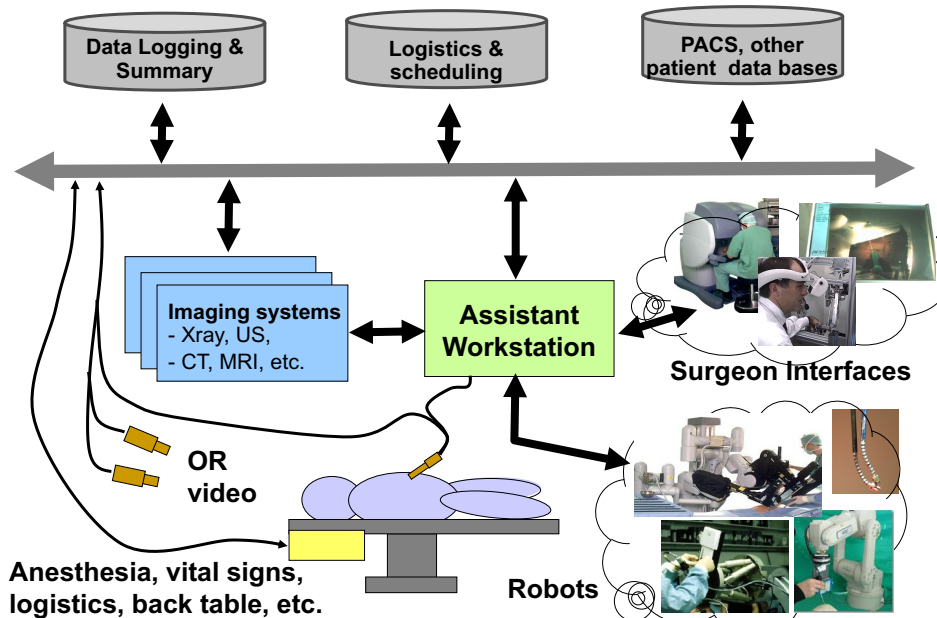 Data Logging &
Summary
Logistics &
scheduling
PACS, other
patient data bases
Imaging systems
- Xray, US,
- CT, MRI, etc.
Assistant
Workstation
Surgeon Interfaces
OR
video
Anesthesia, vital signs,
logistics, back table, etc.
Robots